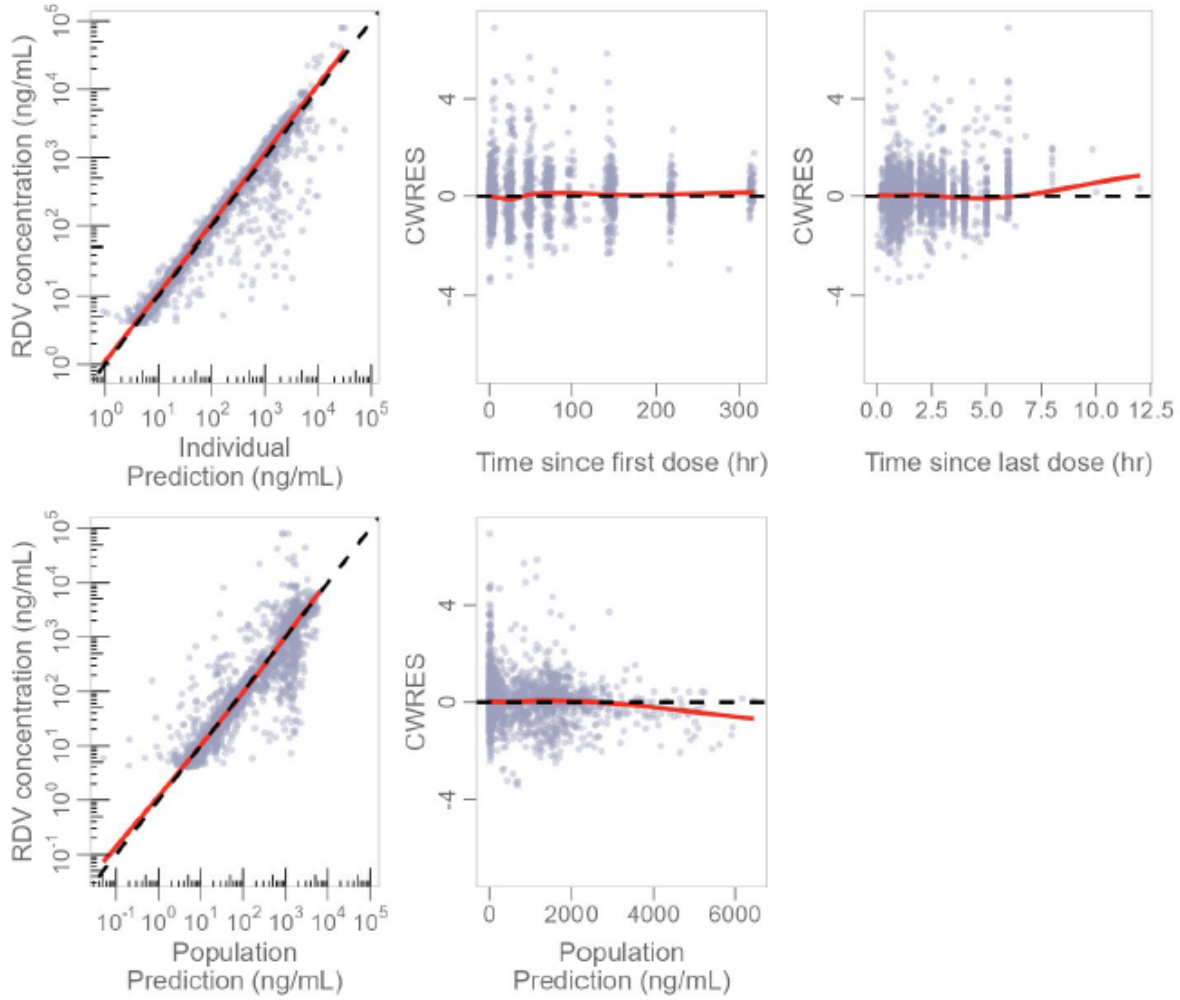 RDV concentration (ng/mL)
10^5
10^4
10^3
10^2
10^1
10^0
10^0 10^1 10^2 10^3 10^4 10^5
Individual
Prediction (ng/mL)
CWRES
4
0
-4
0 100 200 300
Time since first dose (hr)
CWRES
4
0
-4
0.0 2.5 5.0 7.5 10.0 12.5
Time since last dose (hr)
RDV concentration (ng/mL)
10^5
10^4
10^3
10^2
10^1
10^0
10^-1
10^-1 10^0 10^1 10^2 10^3 10^4 10^5
Population
Prediction (ng/mL)
CWRES
4
0
-4
0 2000 4000 6000
Population
Prediction (ng/mL)